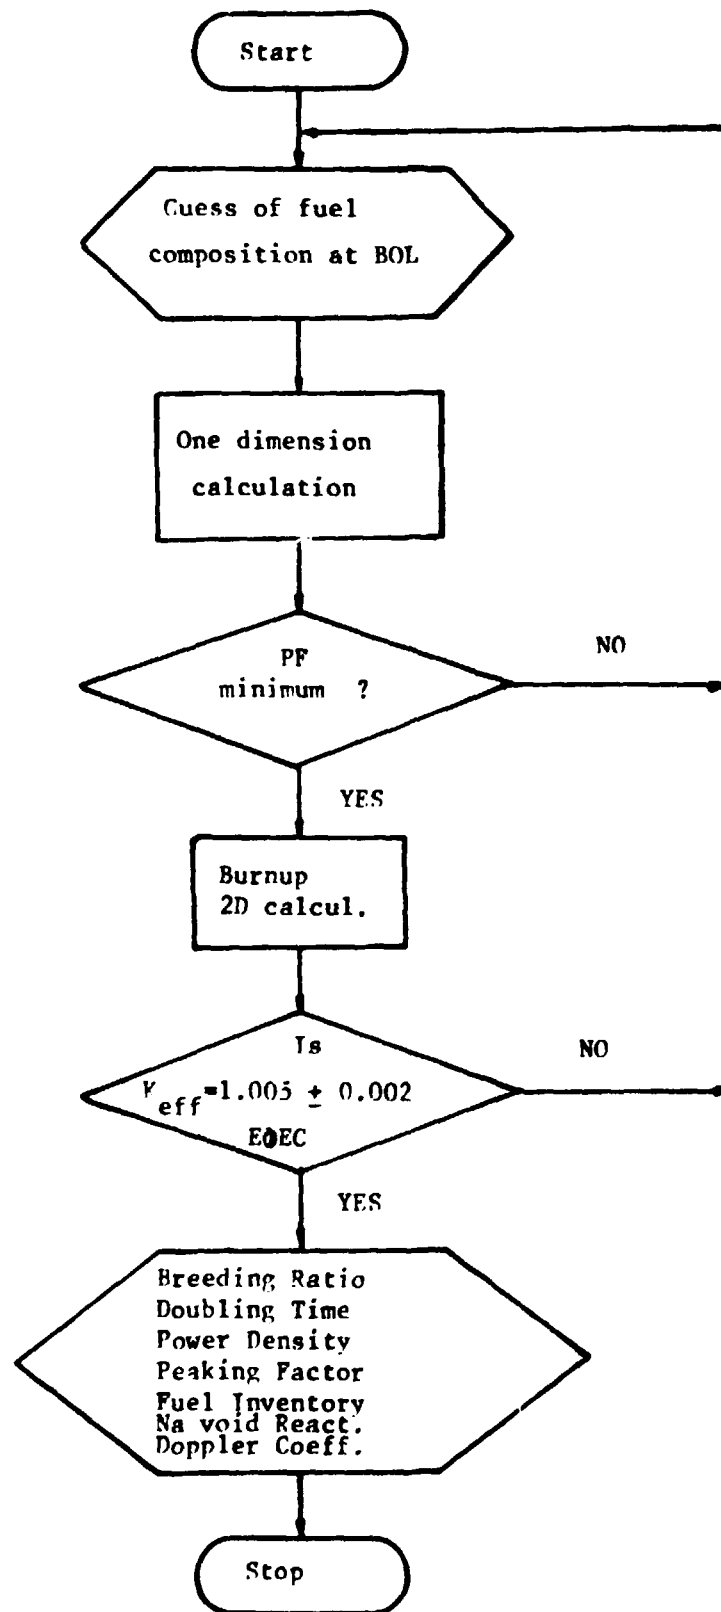 Start
Guess of fuel
composition at BOL
One dimension
calculation
PF
minimum ?
NO
YES
Burnup
2D calcul.
Is
NO
K eff=1.005 ± 0.002
EOEC
YES
Breeding Ratio
Doubling Time
Power Density
Peaking Factor
Fuel Inventory
Na void React.
Doppler Coeff.
Stop